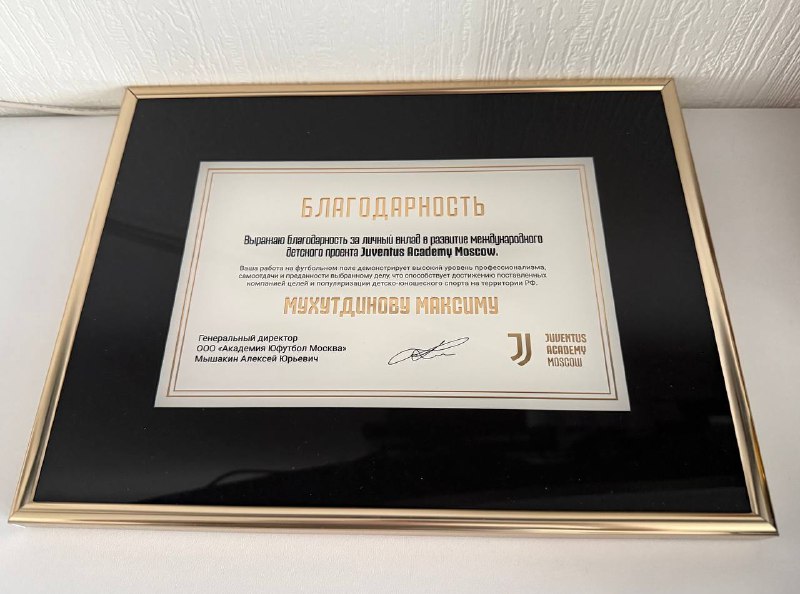 БЛАГОДАРНОСТЬ
Выражаю благодарность за личный вклад в развитие международного
детского проекта Juventus Academy Moscow.
Ваша работа на футбольном поле демонстрирует высокий уровень профессионализма,
самоотдачи и преданности выбранному делу, что способствует достижению поставленных
компанией целей и популяризации детско-юношеского спорта на территории РФ.
МУХУТДИНОВУ МАКСИМУ
Генеральный директор
ООО «Академия Юфутбол Москва»
Мышакин Алексей Юрьевич
JUVENTUS
ACADEMY
MOSCOW